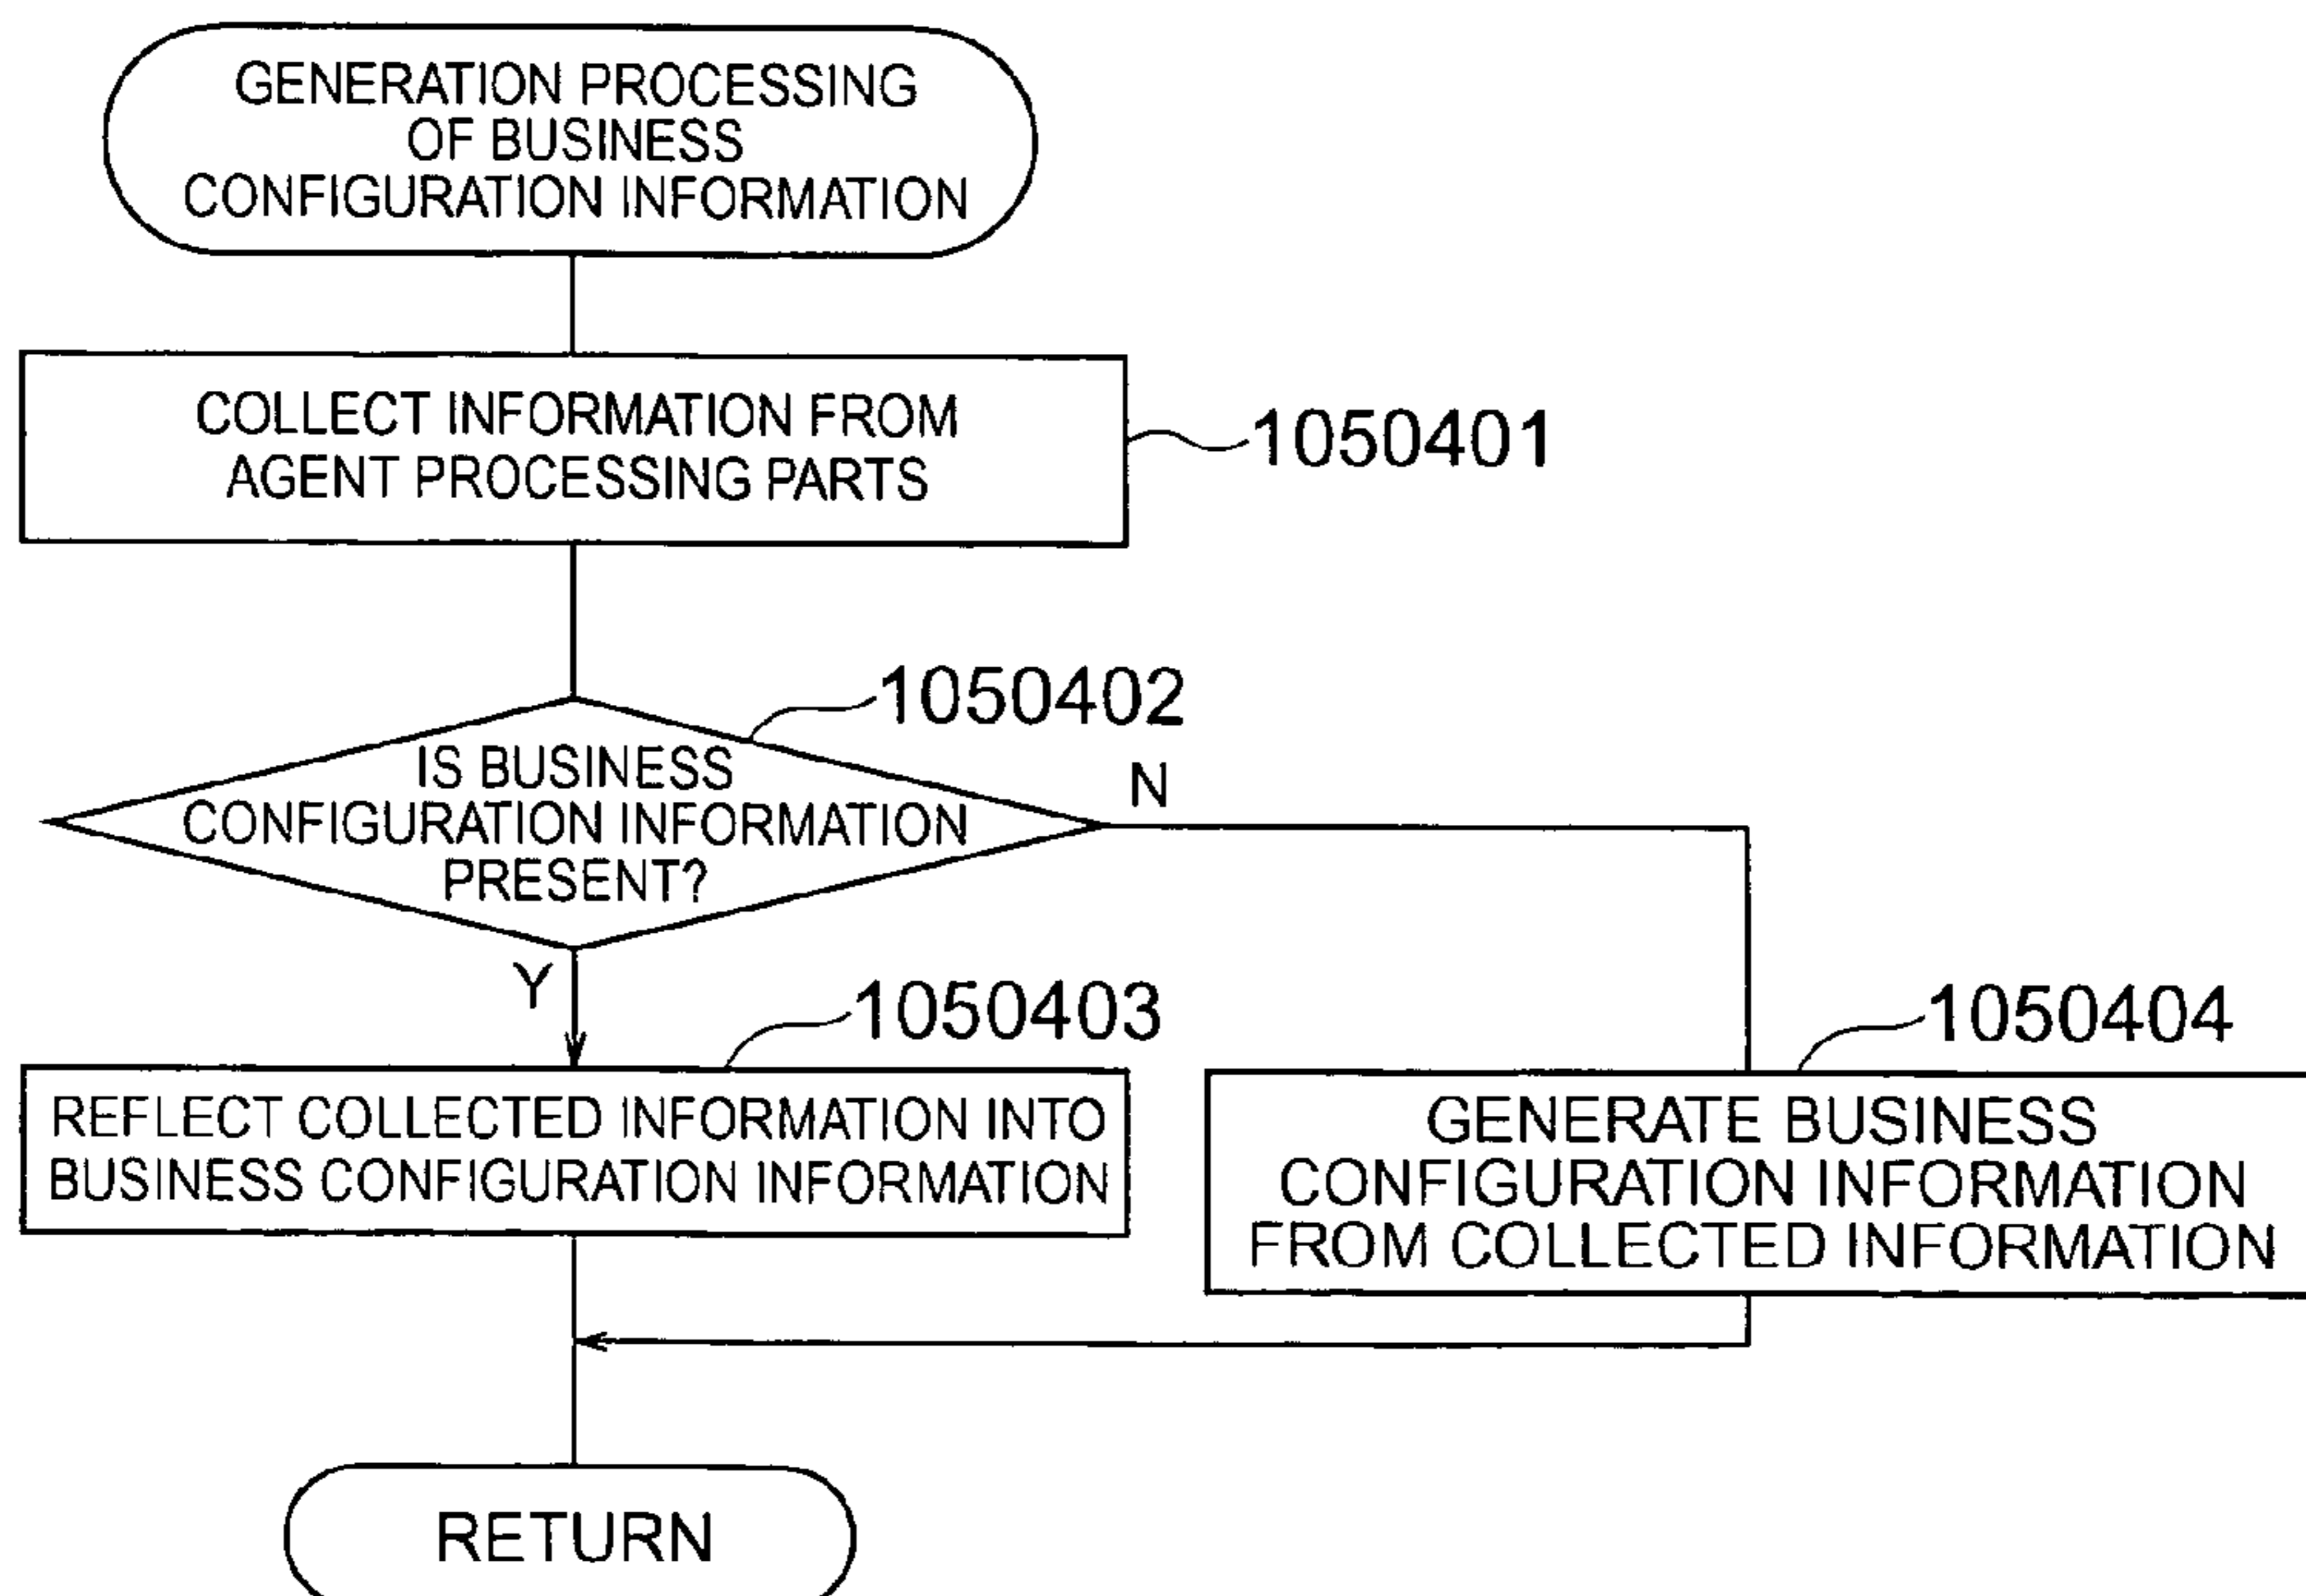 GENERATION PROCESSING
OF BUSINESS
CONFIGURATION INFORMATION
COLLECT INFORMATION FROM
AGENT PROCESSING PARTS
1050401
1050402
IS BUSINESS
CONFIGURATION INFORMATION
PRESENT?
N
Y
1050403
REFLECT COLLECTED INFORMATION INTO
BUSINESS CONFIGURATION INFORMATION
1050404
GENERATE BUSINESS
CONFIGURATION INFORMATION
FROM COLLECTED INFORMATION
RETURN